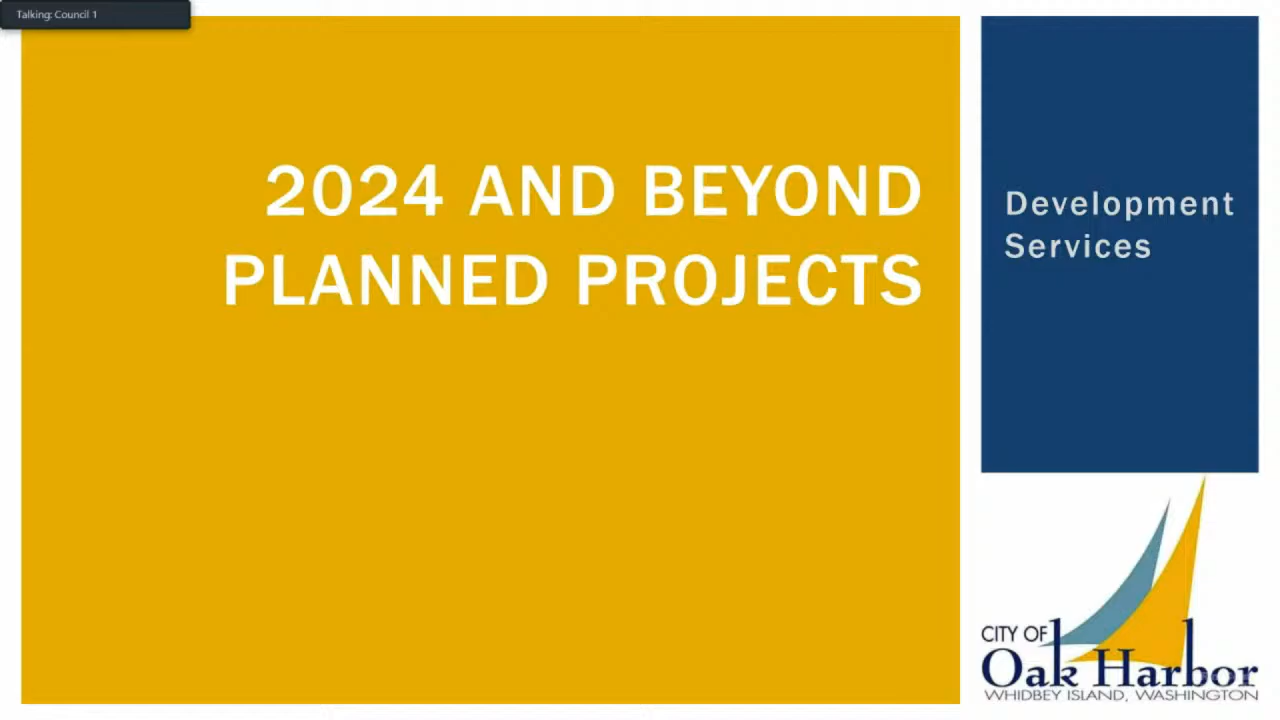 Talking: Council 1
2024 AND BEYOND
PLANNED PROJECTS
Development
Services
CITY OF
Oak Harbor
WHIDBEY ISLAND, WASHINGTON